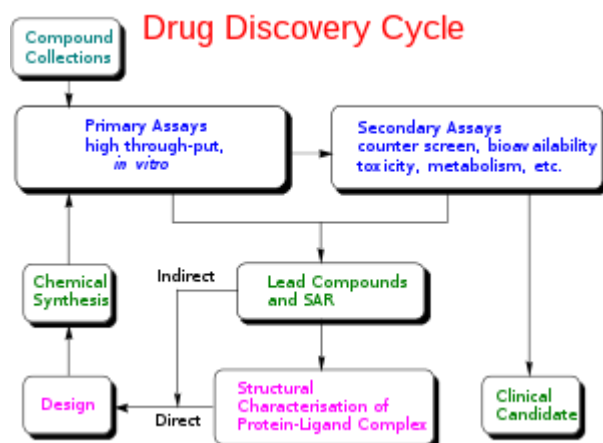 Drug Discovery Cycle
Compound
Collections
Primary Assays
high through-put,
in vitro
Secondary Assays
counter screen, bioavailability
toxicity, metabolism, etc.
Chemical
Synthesis
Indirect
Lead Compounds
and SAR
Design
Direct
Structural
Characterisation of
Protein-Ligand Complex
Clinical
Candidate